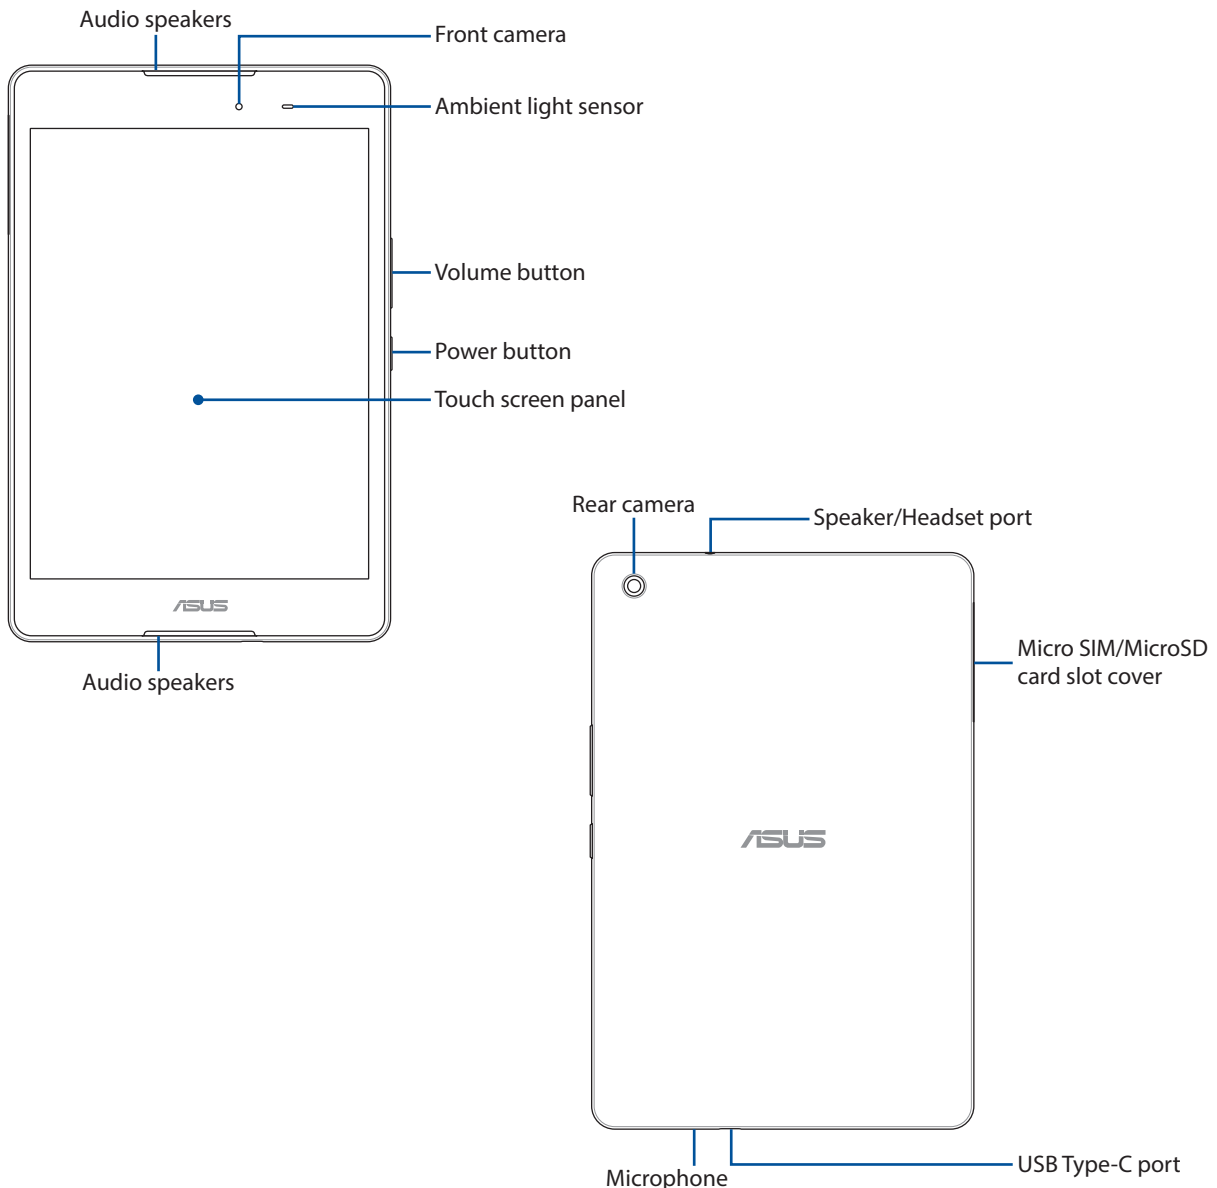 Audio speakers
Front camera
Ambient light sensor
Volume button
Power button
Touch screen panel
ASUS
Audio speakers
Rear camera
Speaker/Headset port
Micro SIM/MicroSD
card slot cover
ASUS
Microphone
USB Type-C port